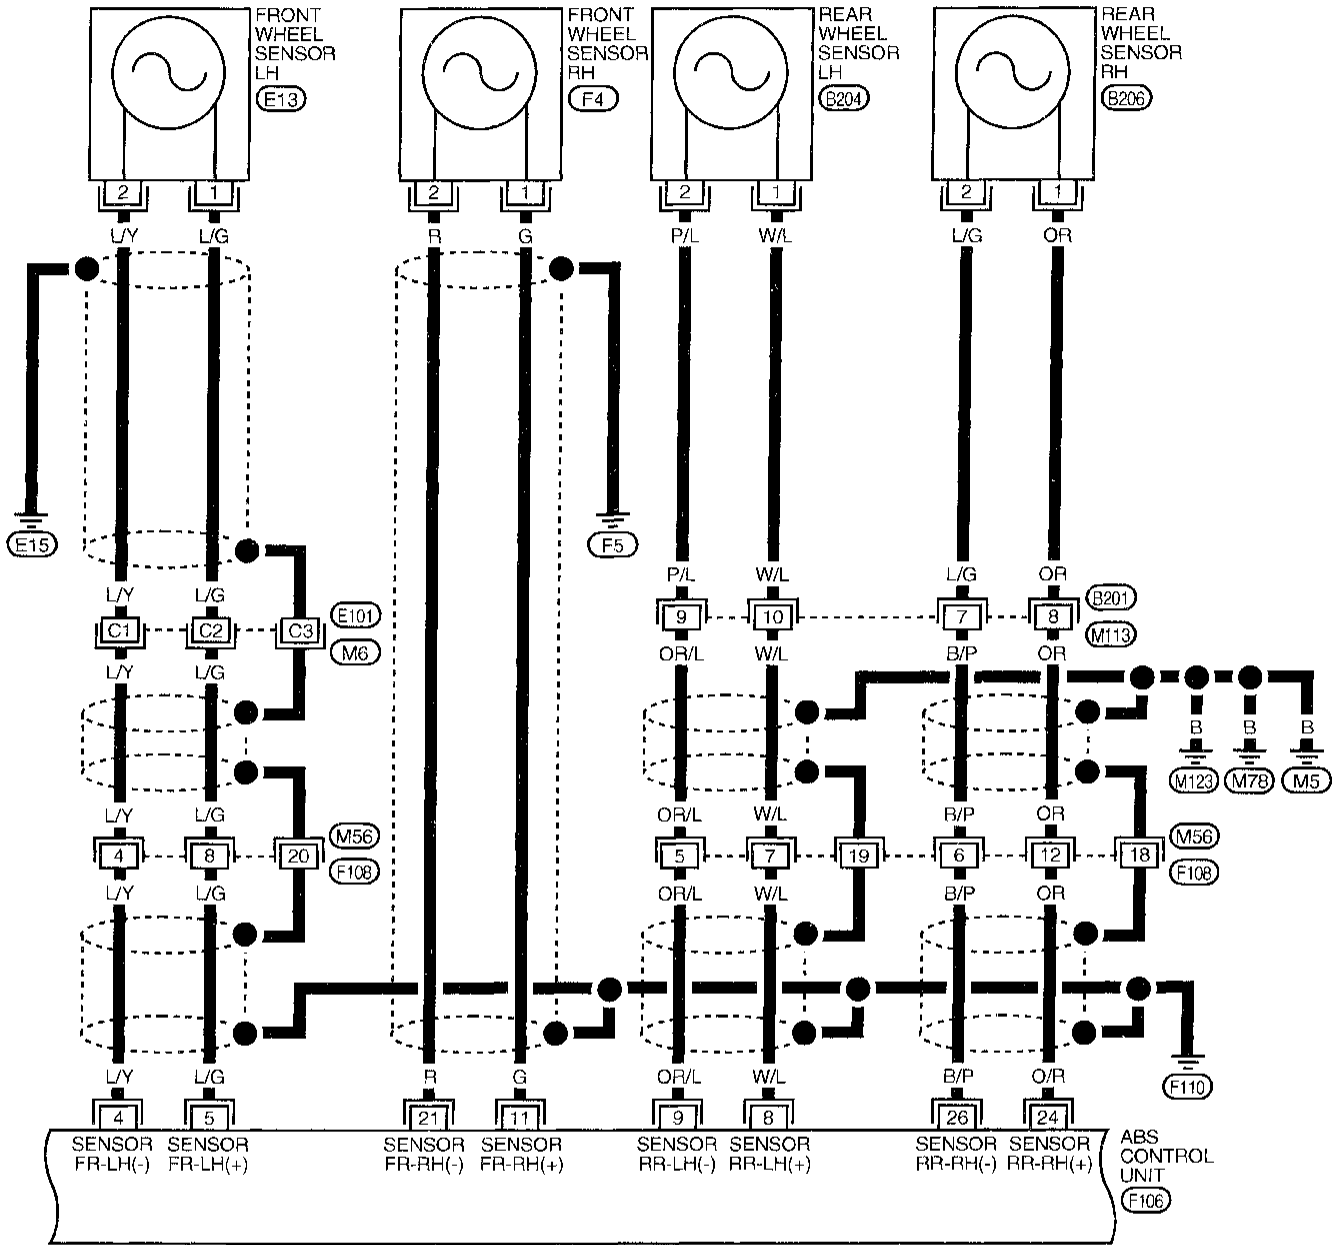 FRONT
WHEEL
SENSOR
LH
E13
FRONT
WHEEL
SENSOR
RH
F4
REAR
WHEEL
SENSOR
LH
B204
REAR
WHEEL
SENSOR
RH
B206
2 1 2 1 2 1 2 1
L/Y L/G R G P/L W/L L/G OR
E15 F5
L/Y L/G P/L W/L L/G OR
C1 C2 C3 E101 M6
9 10 7 8 B201 M113
L/Y L/G OR/L W/L B/P OR
B B B
M123 M78 M5
L/Y L/G OR/L W/L B/P OR
4 8 20 M56 F108
5 7 19 6 12 18 M56 F108
L/Y L/G OR/L W/L B/P OR
L/Y L/G R G OR/L W/L B/P O/R
F110
4 5 21 11 9 8 26 24
SENSOR
FR-LH(-)
SENSOR
FR-LH(+)
SENSOR
FR-RH(-)
SENSOR
FR-RH(+)
SENSOR
RR-LH(-)
SENSOR
RR-LH(+)
SENSOR
RR-RH(-)
SENSOR
RR-RH(+)
ABS
CONTROL
UNIT
F106